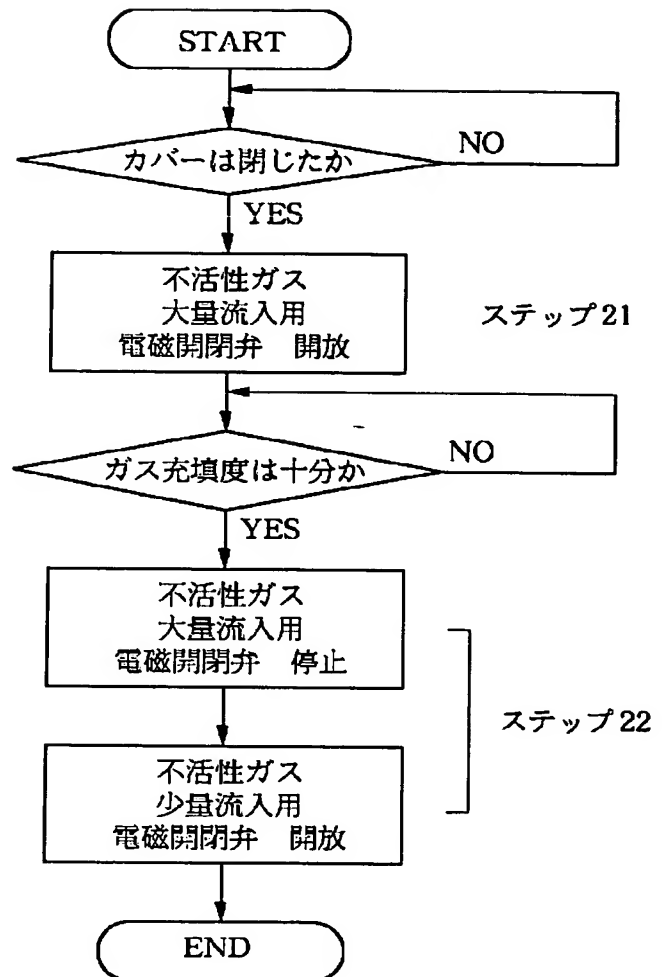 START
カバーは閉じたか
NO
YES
不活性ガス
大量流入用
電磁開閉弁　開放
ステップ21
ガス充填度は十分か
NO
YES
不活性ガス
大量流入用
電磁開閉弁　停止
ステップ22
不活性ガス
少量流入用
電磁開閉弁　開放
END